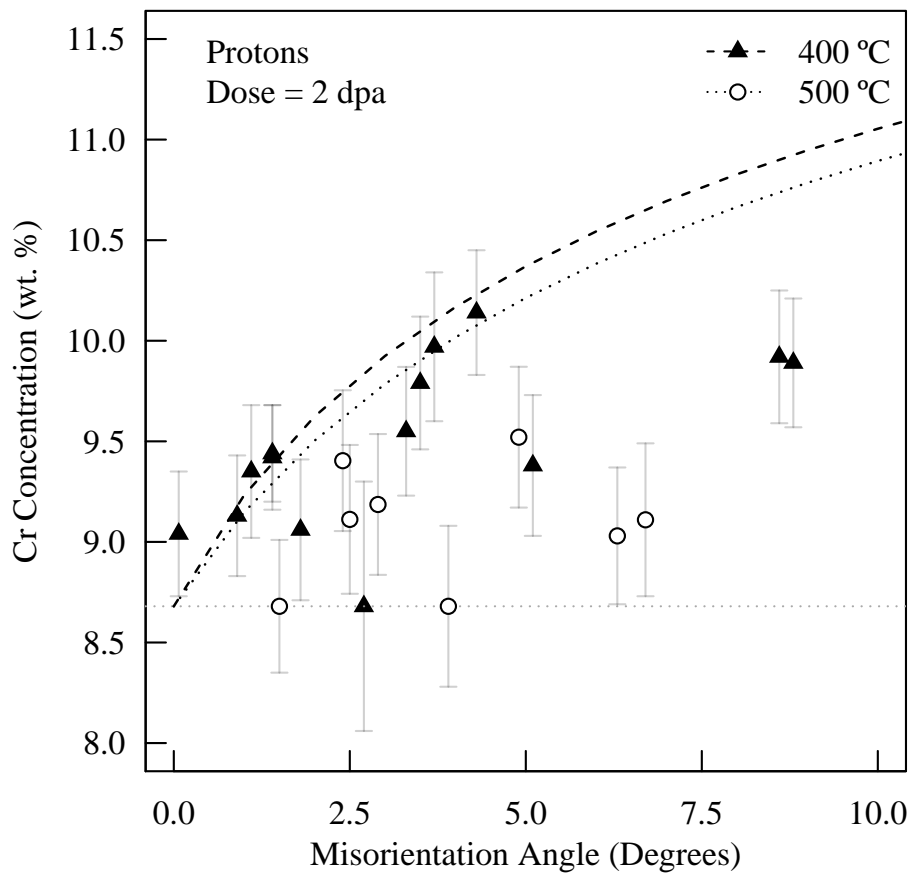 Protons
Dose = 2 dpa
400 ºC
500 ºC
11.5
11.0
10.5
10.0
9.5
9.0
8.5
8.0
Cr Concentration (wt. %)
0.0
2.5
5.0
7.5
10.0
Misorientation Angle (Degrees)